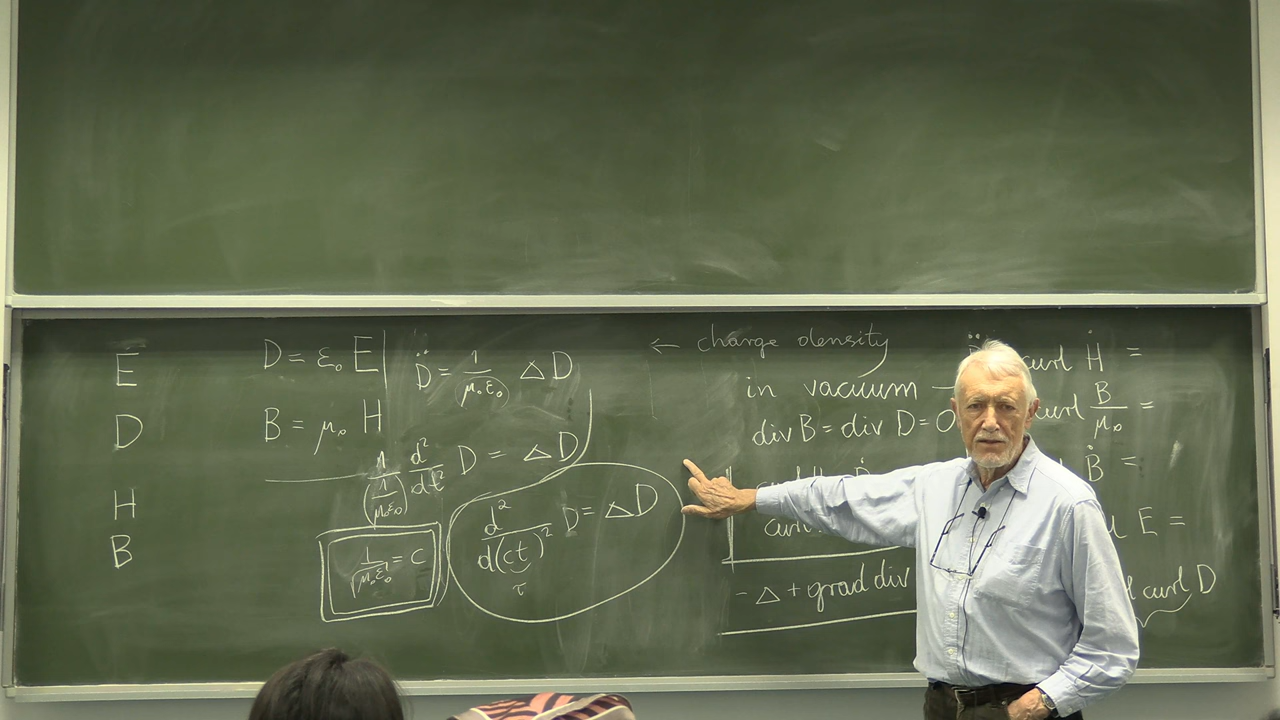 E
D
H
B
D = ε₀ E
B = μ₀ H
D̈ = 1/(μ₀ε₀) △D
1/(1/(μ₀ε₀)) d²/dt² D = △D
1/√(μ₀ε₀) = C
d²/d(ct)² D = △D
τ
← charge density
in vacuum –
div B = div D = 0
curl Ḣ =
curl B/μ₀ =
Ḃ =
E =
- △ + grad div
curl D